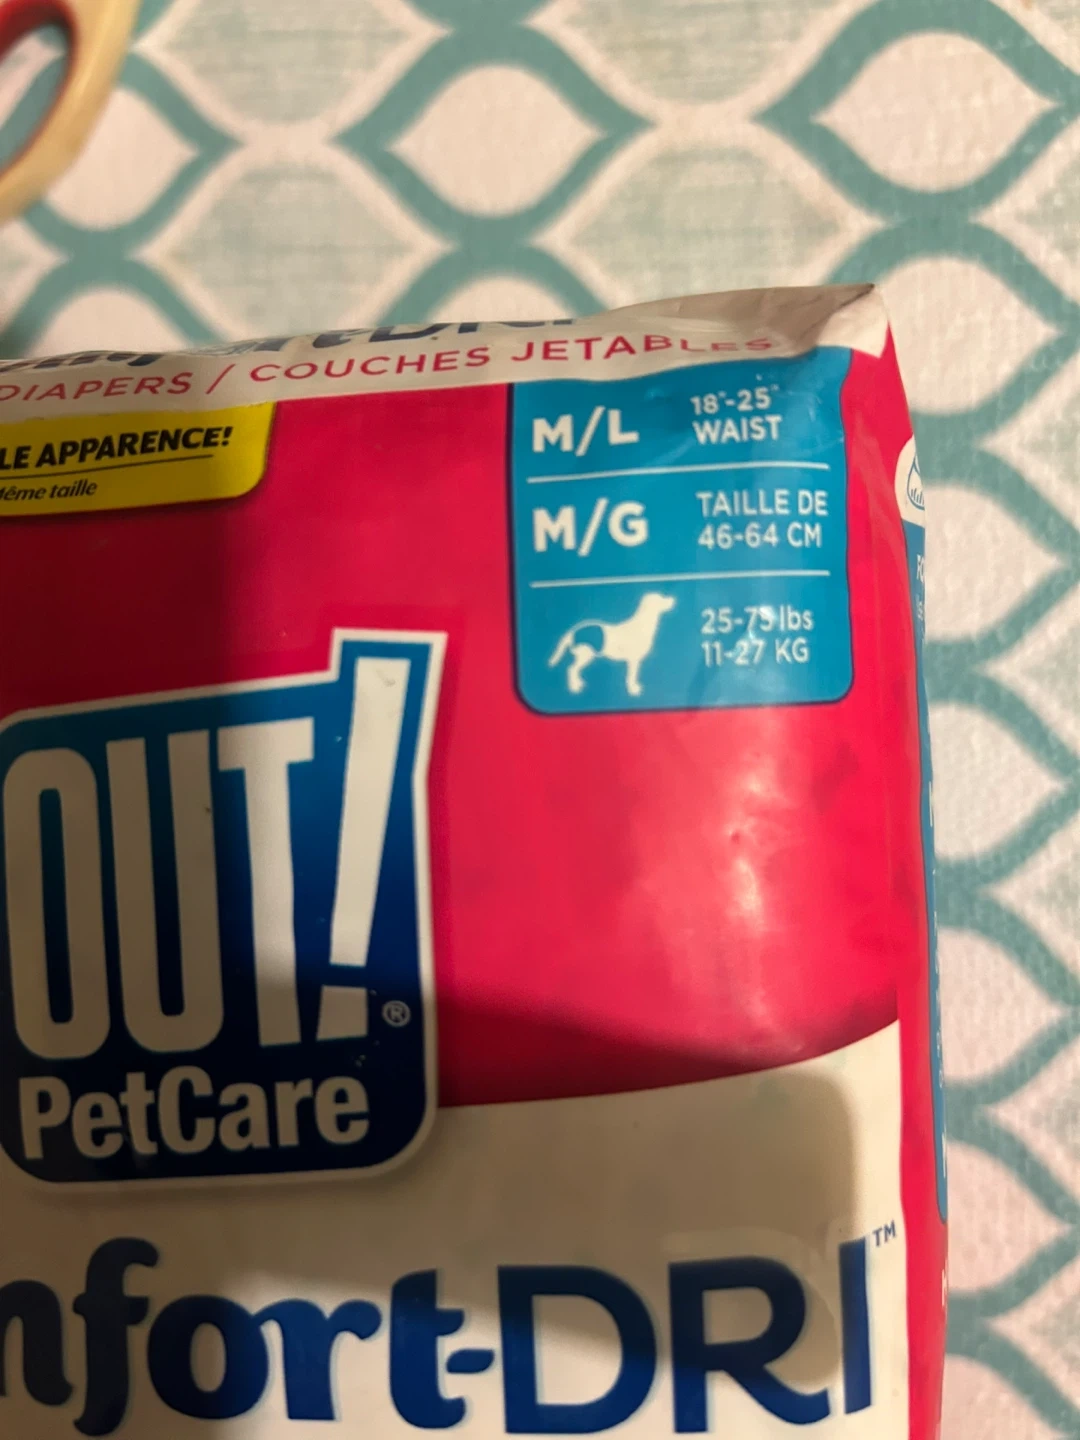 DIAPERS / COUCHES JETABLES
LE APPARENCE!
Même taille
M/L 18"-25" WAIST
M/G TAILLE DE 46-64 CM
25-75 lbs
11-27 KG
OUT!®
PetCare
nfort-DRI™